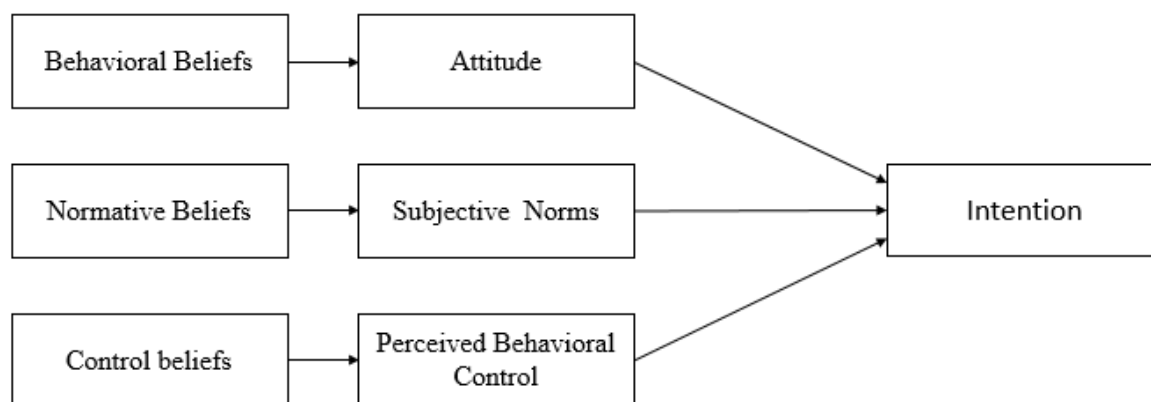 Behavioral Beliefs
Attitude
Normative Beliefs
Subjective Norms
Intention
Control beliefs
Perceived Behavioral
Control